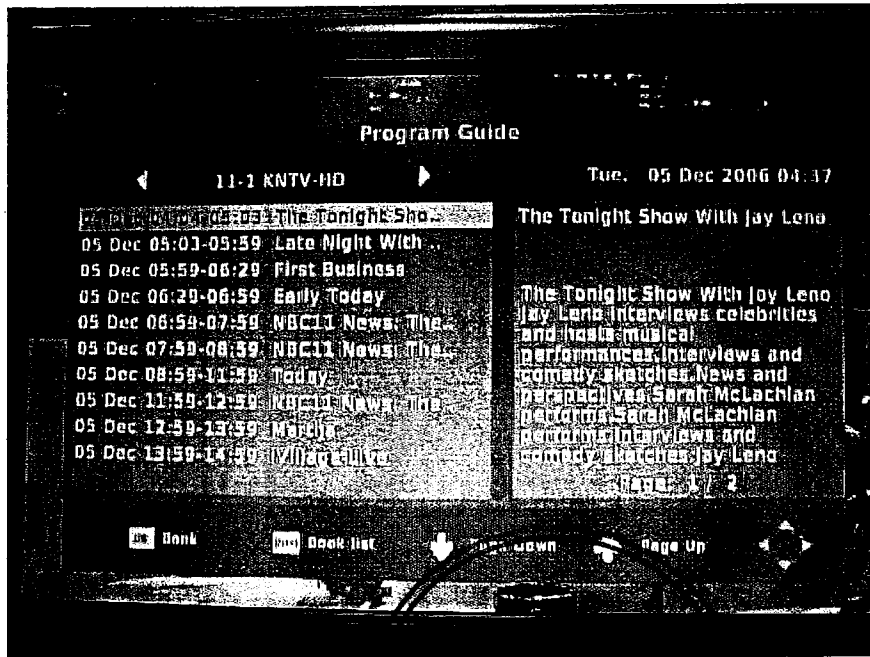 Program Guide
11-1 KNTV-HD
Tue. 05 Dec 2006 04:37
05:03 The Tonight Sho...
05 Dec 05:03-05:59 Late Night With ...
05 Dec 05:59-06:29 First Business
05 Dec 06:29-06:59 Early Today
05 Dec 06:59-07:59 NBC11 News: The...
05 Dec 07:59-08:59 NBC11 News: The...
05 Dec 08:59-11:59 Today
05 Dec 11:59-12:59 NBC11 News: The...
05 Dec 12:59-13:59 Martha
05 Dec 13:59-14:59 iVillage Live
The Tonight Show With Jay Leno
The Tonight Show With Jay Leno
Jay Leno interviews celebrities
and hosts musical
performances.Interviews and
comedy sketches.News and
perspectives.Sarah McLachlan
performs.Sarah McLachlan
performs.Interviews and
comedy sketches.Jay Leno
Page: 1 / 2
OK Book
Book list
Page Down
Page Up